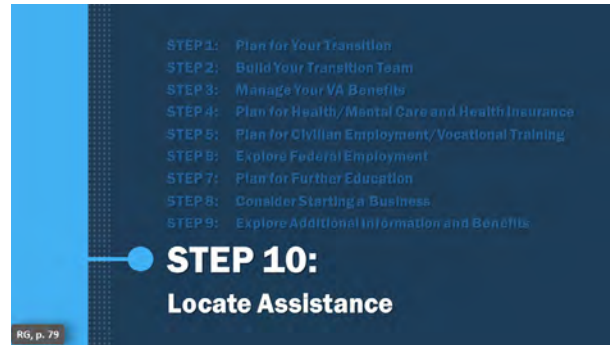 STEP 1: Plan for Your Transition
STEP 2: Build Your Transition Team
STEP 3: Manage Your VA Benefits
STEP 4: Plan for Health/Mental Care and Health Insurance
STEP 5: Plan for Civilian Employment/Vocational Training
STEP 6: Explore Federal Employment
STEP 7: Plan for Further Education
STEP 8: Consider Starting a Business
STEP 9: Explore Additional Information and Benefits
STEP 10:
Locate Assistance
RG, p. 79